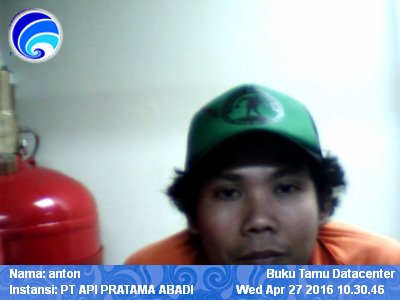 Nama: anton
Buku Tamu Datacenter
Instansi: PT API PRATAMA ABADI
Wed Apr 27 2016 10.30.46